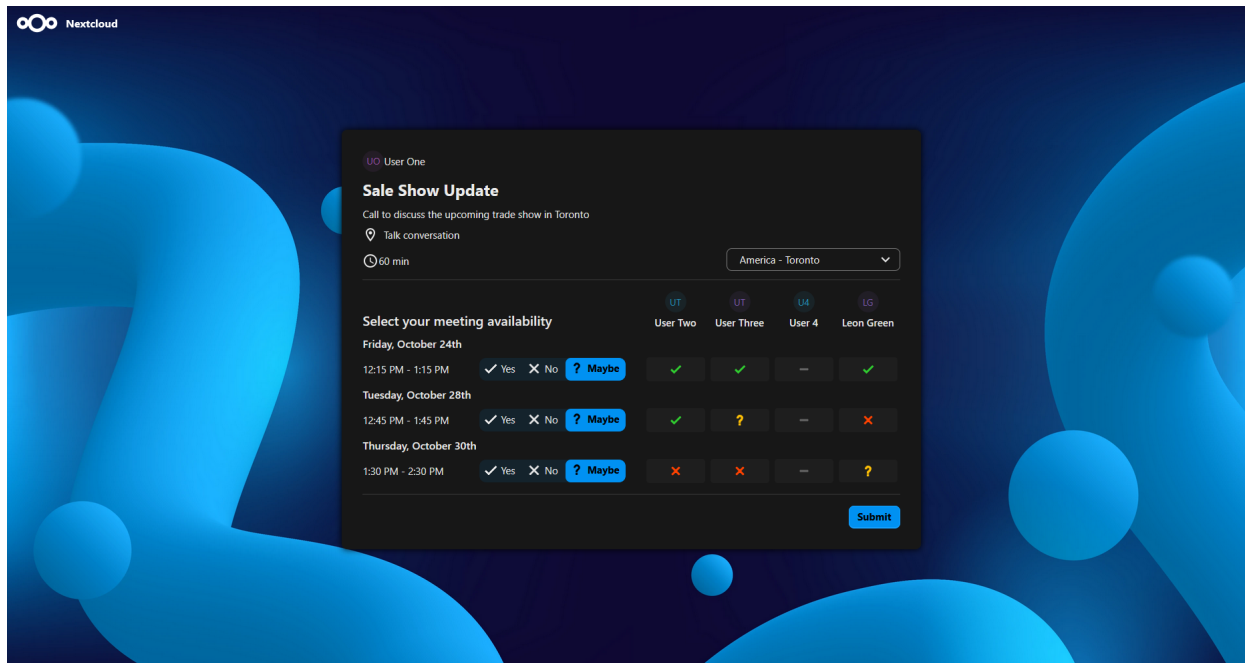 Nextcloud
UO User One
Sale Show Update
Call to discuss the upcoming trade show in Toronto
Talk conversation
60 min
America - Toronto
UT UT U4 LG
Select your meeting availability User Two User Three User 4 Leon Green
Friday, October 24th
12:15 PM - 1:15 PM Yes No ? Maybe
Tuesday, October 28th
12:45 PM - 1:45 PM Yes No ? Maybe ?
Thursday, October 30th
1:30 PM - 2:30 PM Yes No ? Maybe ?
Submit